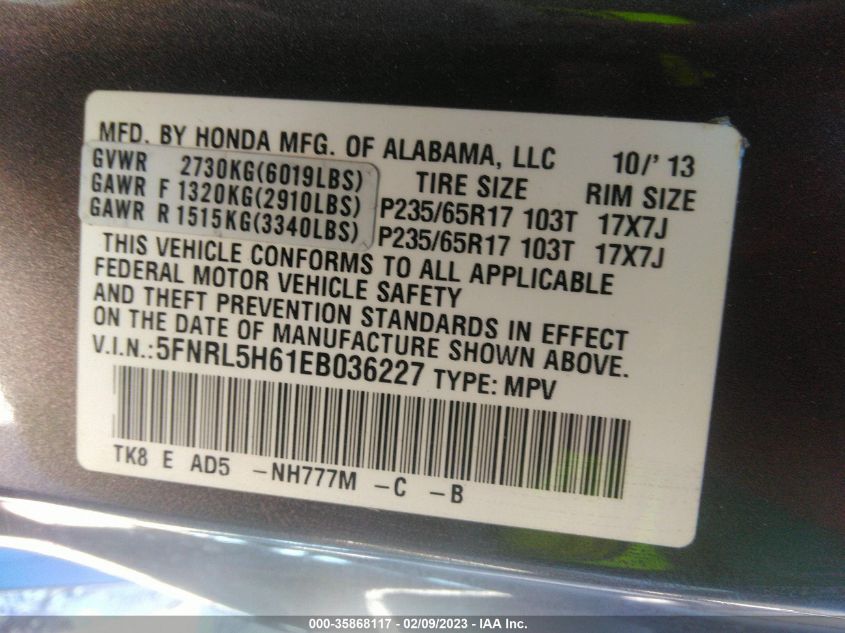 MFD. BY HONDA MFG. OF ALABAMA, LLC 10/'13
GVWR 2730KG(6019LBS) TIRE SIZE RIM SIZE
GAWR F 1320KG(2910LBS) P235/65R17 103T 17X7J
GAWR R 1515KG(3340LBS) P235/65R17 103T 17X7J
THIS VEHICLE CONFORMS TO ALL APPLICABLE
FEDERAL MOTOR VEHICLE SAFETY
AND THEFT PREVENTION STANDARDS IN EFFECT
ON THE DATE OF MANUFACTURE SHOWN ABOVE.
V.I.N.:5FNRL5H61EB036227 TYPE: MPV
TK8 E AD5 -NH777M -C -B
000-35868117 - 02/09/2023 - IAA Inc.